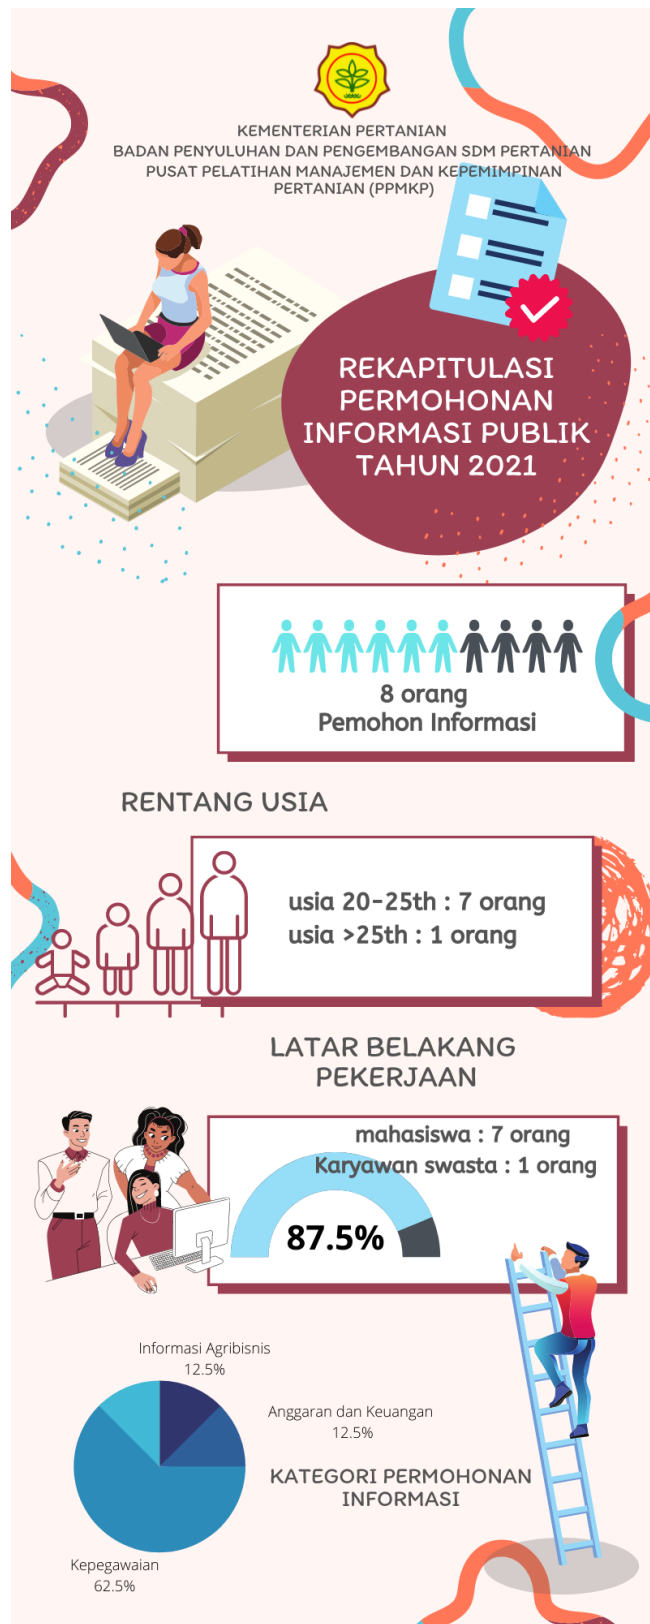 KEMENTERIAN PERTANIAN
BADAN PENYULUHAN DAN PENGEMBANGAN SDM PERTANIAN
PUSAT PELATIHAN MANAJEMEN DAN KEPEMIMPINAN
PERTANIAN (PPMKP)
REKAPITULASI
PERMOHONAN
INFORMASI PUBLIK
TAHUN 2021
8 orang
Pemohon Informasi
RENTANG USIA
usia 20-25th : 7 orang
usia >25th : 1 orang
LATAR BELAKANG
PEKERJAAN
mahasiswa : 7 orang
Karyawan swasta : 1 orang
87.5%
Informasi Agribisnis
12.5%
Anggaran dan Keuangan
12.5%
KATEGORI PERMOHONAN
INFORMASI
Kepegawaian
62.5%